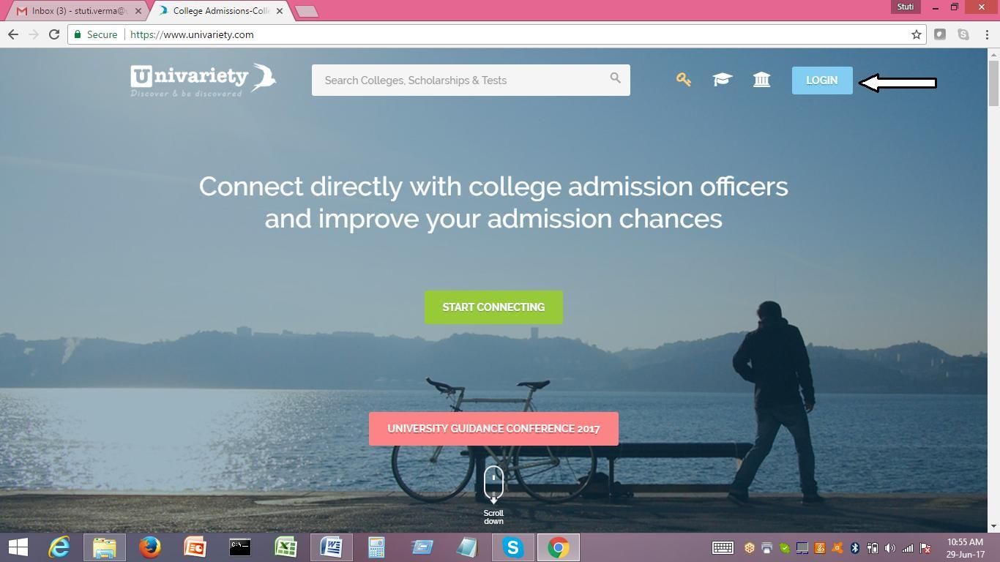 Inbox (3) - stuti.verma@u
College Admissions-Colle
Stuti
Secure
https://www.univariety.com
Univariety
Discover & be discovered
Search Colleges, Scholarships & Tests
LOGIN
Connect directly with college admission officers
and improve your admission chances
START CONNECTING
UNIVERSITY GUIDANCE CONFERENCE 2017
Scroll
down
10:55 AM
29-Jun-17